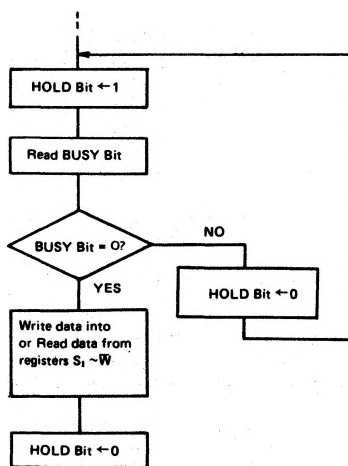 HOLD Bit ←1
Read BUSY Bit
BUSY Bit = O?
NO
YES
HOLD Bit ←0
Write data into
or Read data from
registers S₁ ~W̅
HOLD Bit ←0